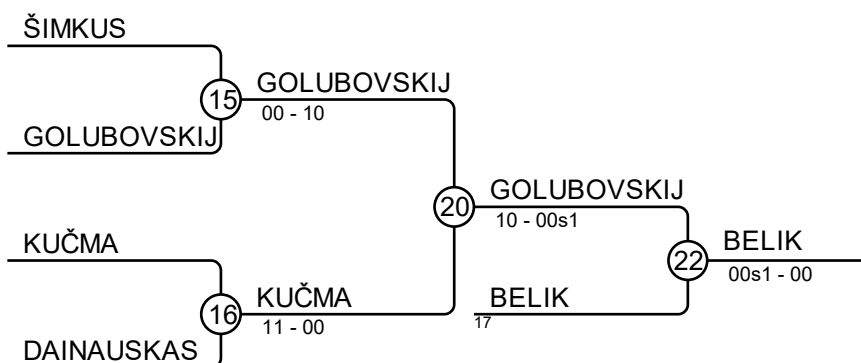 ŠIMKUS
15
GOLUBOVSKIJ
00 - 10
GOLUBOVSKIJ
20
GOLUBOVSKIJ
10 - 00s1
KUČMA
22
BELIK
00s1 - 00
16
KUČMA
11 - 00
BELIK
17
DAINAUSKAS